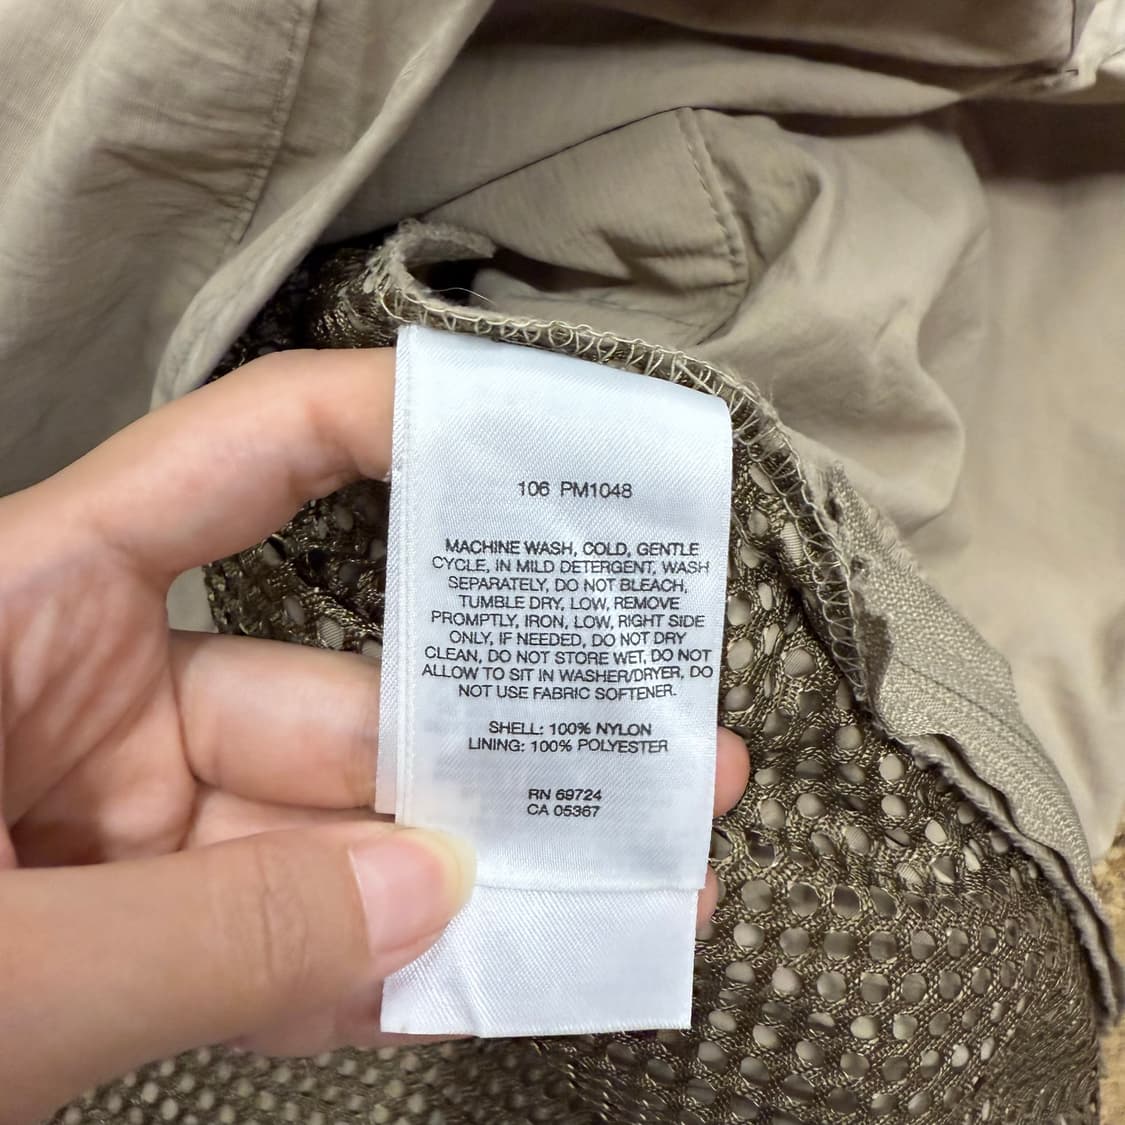 106 PM1048
MACHINE WASH, COLD, GENTLE
CYCLE, IN MILD DETERGENT, WASH
SEPARATELY, DO NOT BLEACH,
TUMBLE DRY, LOW, REMOVE
PROMPTLY, IRON, LOW, RIGHT SIDE
ONLY, IF NEEDED, DO NOT DRY
CLEAN, DO NOT STORE WET, DO NOT
ALLOW TO SIT IN WASHER/DRYER, DO
NOT USE FABRIC SOFTENER.
SHELL: 100% NYLON
LINING: 100% POLYESTER
RN 69724
CA 05367